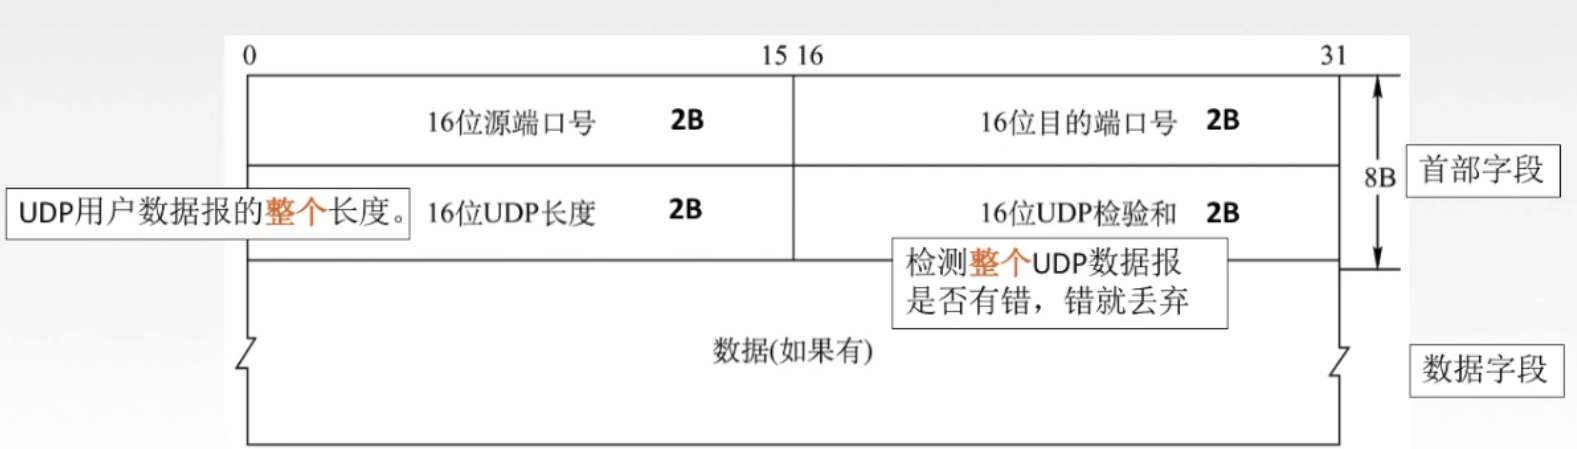 0 15 16 31
16位源端口号 2B 16位目的端口号 2B
8B 首部字段
UDP用户数据报的整个长度。 16位UDP长度 2B 16位UDP检验和 2B
检测整个UDP数据报
是否有错，错就丢弃
数据(如果有)
数据字段